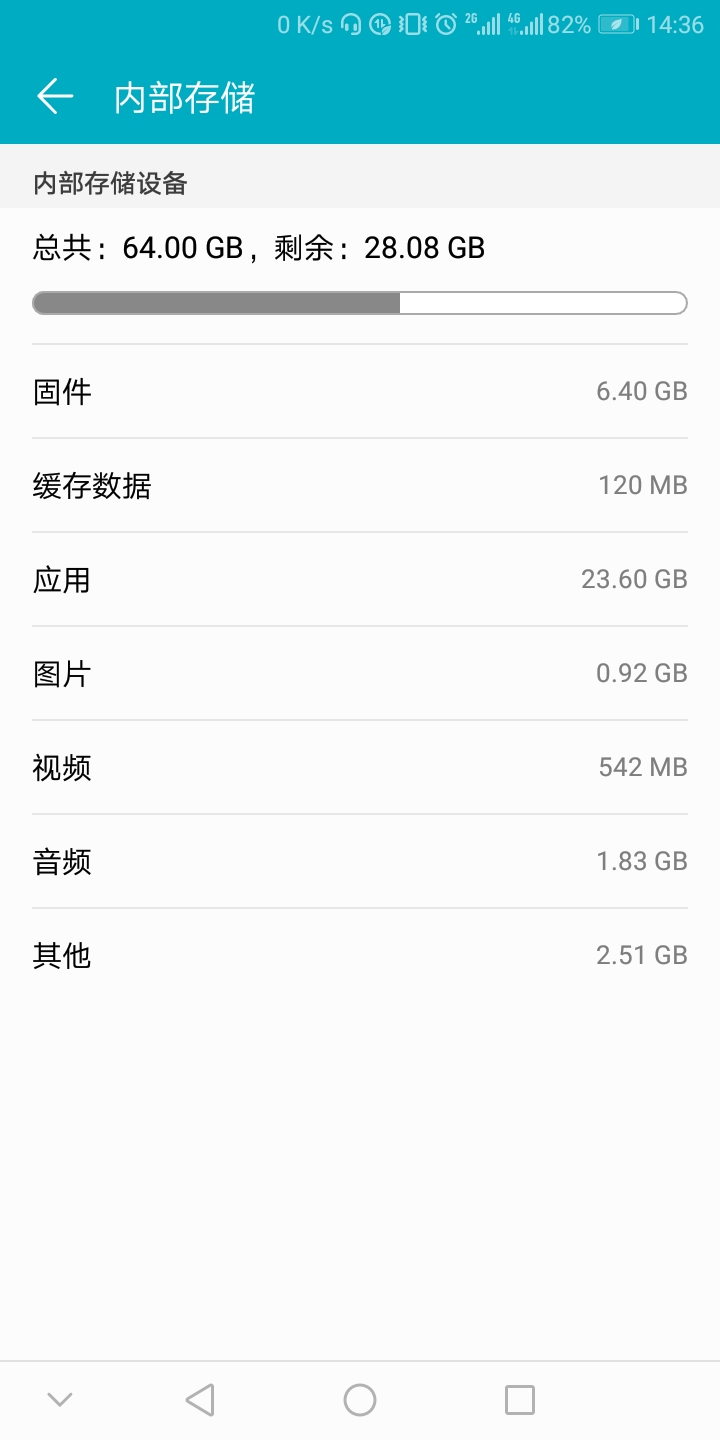 0 K/s 2G 4G 82% 14:36
内部存储
内部存储设备
总共：64.00 GB，剩余：28.08 GB
固件 6.40 GB
缓存数据 120 MB
应用 23.60 GB
图片 0.92 GB
视频 542 MB
音频 1.83 GB
其他 2.51 GB